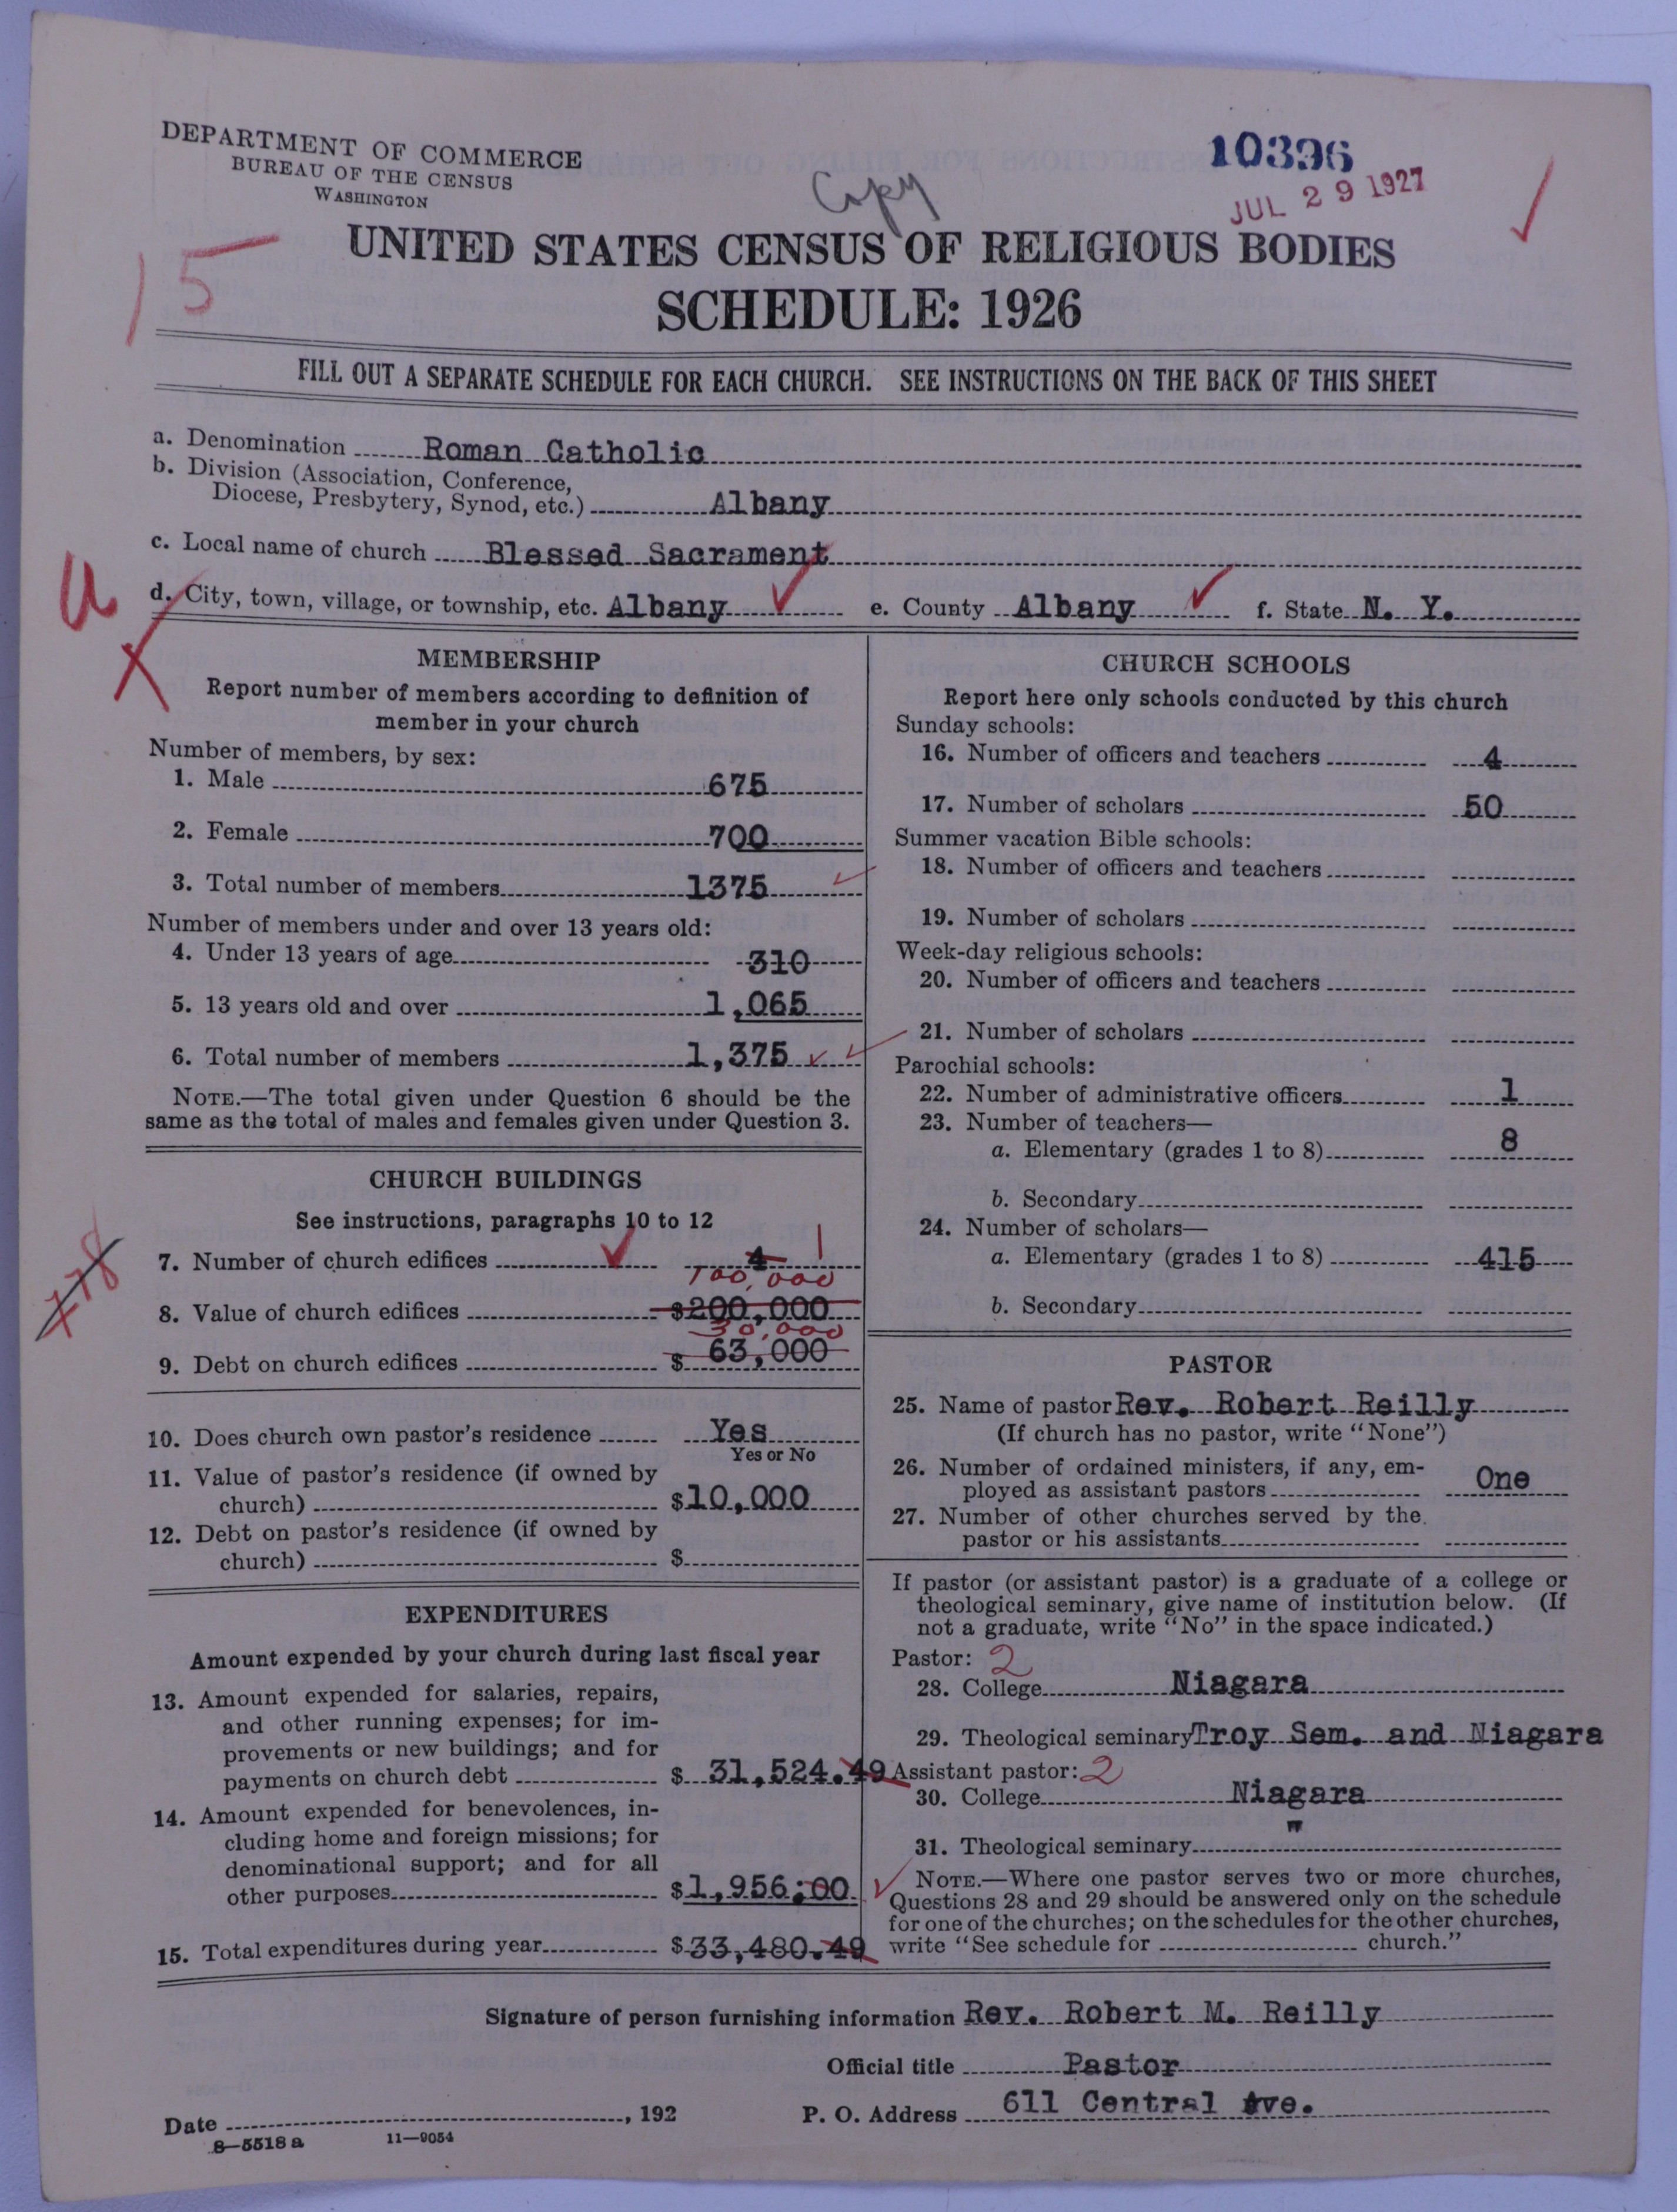 DEPARTMENT OF COMMERCE
BUREAU OF THE CENSUS
WASHINGTON
10396
JUL 29 1927
Copy
15
UNITED STATES CENSUS OF RELIGIOUS BODIES
SCHEDULE: 1926
FILL OUT A SEPARATE SCHEDULE FOR EACH CHURCH. SEE INSTRUCTIONS ON THE BACK OF THIS SHEET
a. Denomination Roman Catholic
b. Division (Association, Conference,
Diocese, Presbytery, Synod, etc.) Albany
c. Local name of church Blessed Sacrament
a
d. City, town, village, or township, etc. Albany e. County Albany f. State N. Y.
MEMBERSHIP
Report number of members according to definition of
member in your church
Number of members, by sex:
1. Male 675
2. Female 700
3. Total number of members 1375
Number of members under and over 13 years old:
4. Under 13 years of age 310
5. 13 years old and over 1,065
6. Total number of members 1,375
NOTE.—The total given under Question 6 should be the
same as the total of males and females given under Question 3.
CHURCH BUILDINGS
See instructions, paragraphs 10 to 12
7. Number of church edifices 4 1
100,000
8. Value of church edifices $200,000
30,000
9. Debt on church edifices $ 63,000
10. Does church own pastor's residence Yes
Yes or No
11. Value of pastor's residence (if owned by
church) $10,000
12. Debt on pastor's residence (if owned by
church) $
EXPENDITURES
Amount expended by your church during last fiscal year
13. Amount expended for salaries, repairs,
and other running expenses; for im-
provements or new buildings; and for
payments on church debt $ 31,524.49
14. Amount expended for benevolences, in-
cluding home and foreign missions; for
denominational support; and for all
other purposes $1,956:00
15. Total expenditures during year $33,480.49
CHURCH SCHOOLS
Report here only schools conducted by this church
Sunday schools:
16. Number of officers and teachers 4
17. Number of scholars 50
Summer vacation Bible schools:
18. Number of officers and teachers
19. Number of scholars
Week-day religious schools:
20. Number of officers and teachers
21. Number of scholars
Parochial schools:
22. Number of administrative officers 1
23. Number of teachers—
a. Elementary (grades 1 to 8) 8
b. Secondary
24. Number of scholars—
a. Elementary (grades 1 to 8) 415
b. Secondary
PASTOR
25. Name of pastor Rev. Robert Reilly
(If church has no pastor, write "None")
26. Number of ordained ministers, if any, em-
ployed as assistant pastors One
27. Number of other churches served by the
pastor or his assistants
If pastor (or assistant pastor) is a graduate of a college or
theological seminary, give name of institution below. (If
not a graduate, write "No" in the space indicated.)
Pastor: 2
28. College Niagara
29. Theological seminary Troy Sem. and Niagara
Assistant pastor: 2
30. College Niagara
"
31. Theological seminary
NOTE.—Where one pastor serves two or more churches,
Questions 28 and 29 should be answered only on the schedule
for one of the churches; on the schedules for the other churches,
write "See schedule for church."
Signature of person furnishing information Rev. Robert M. Reilly
Official title Pastor
Date , 192 P. O. Address 611 Central Ave.
8—5518 a 11—9054